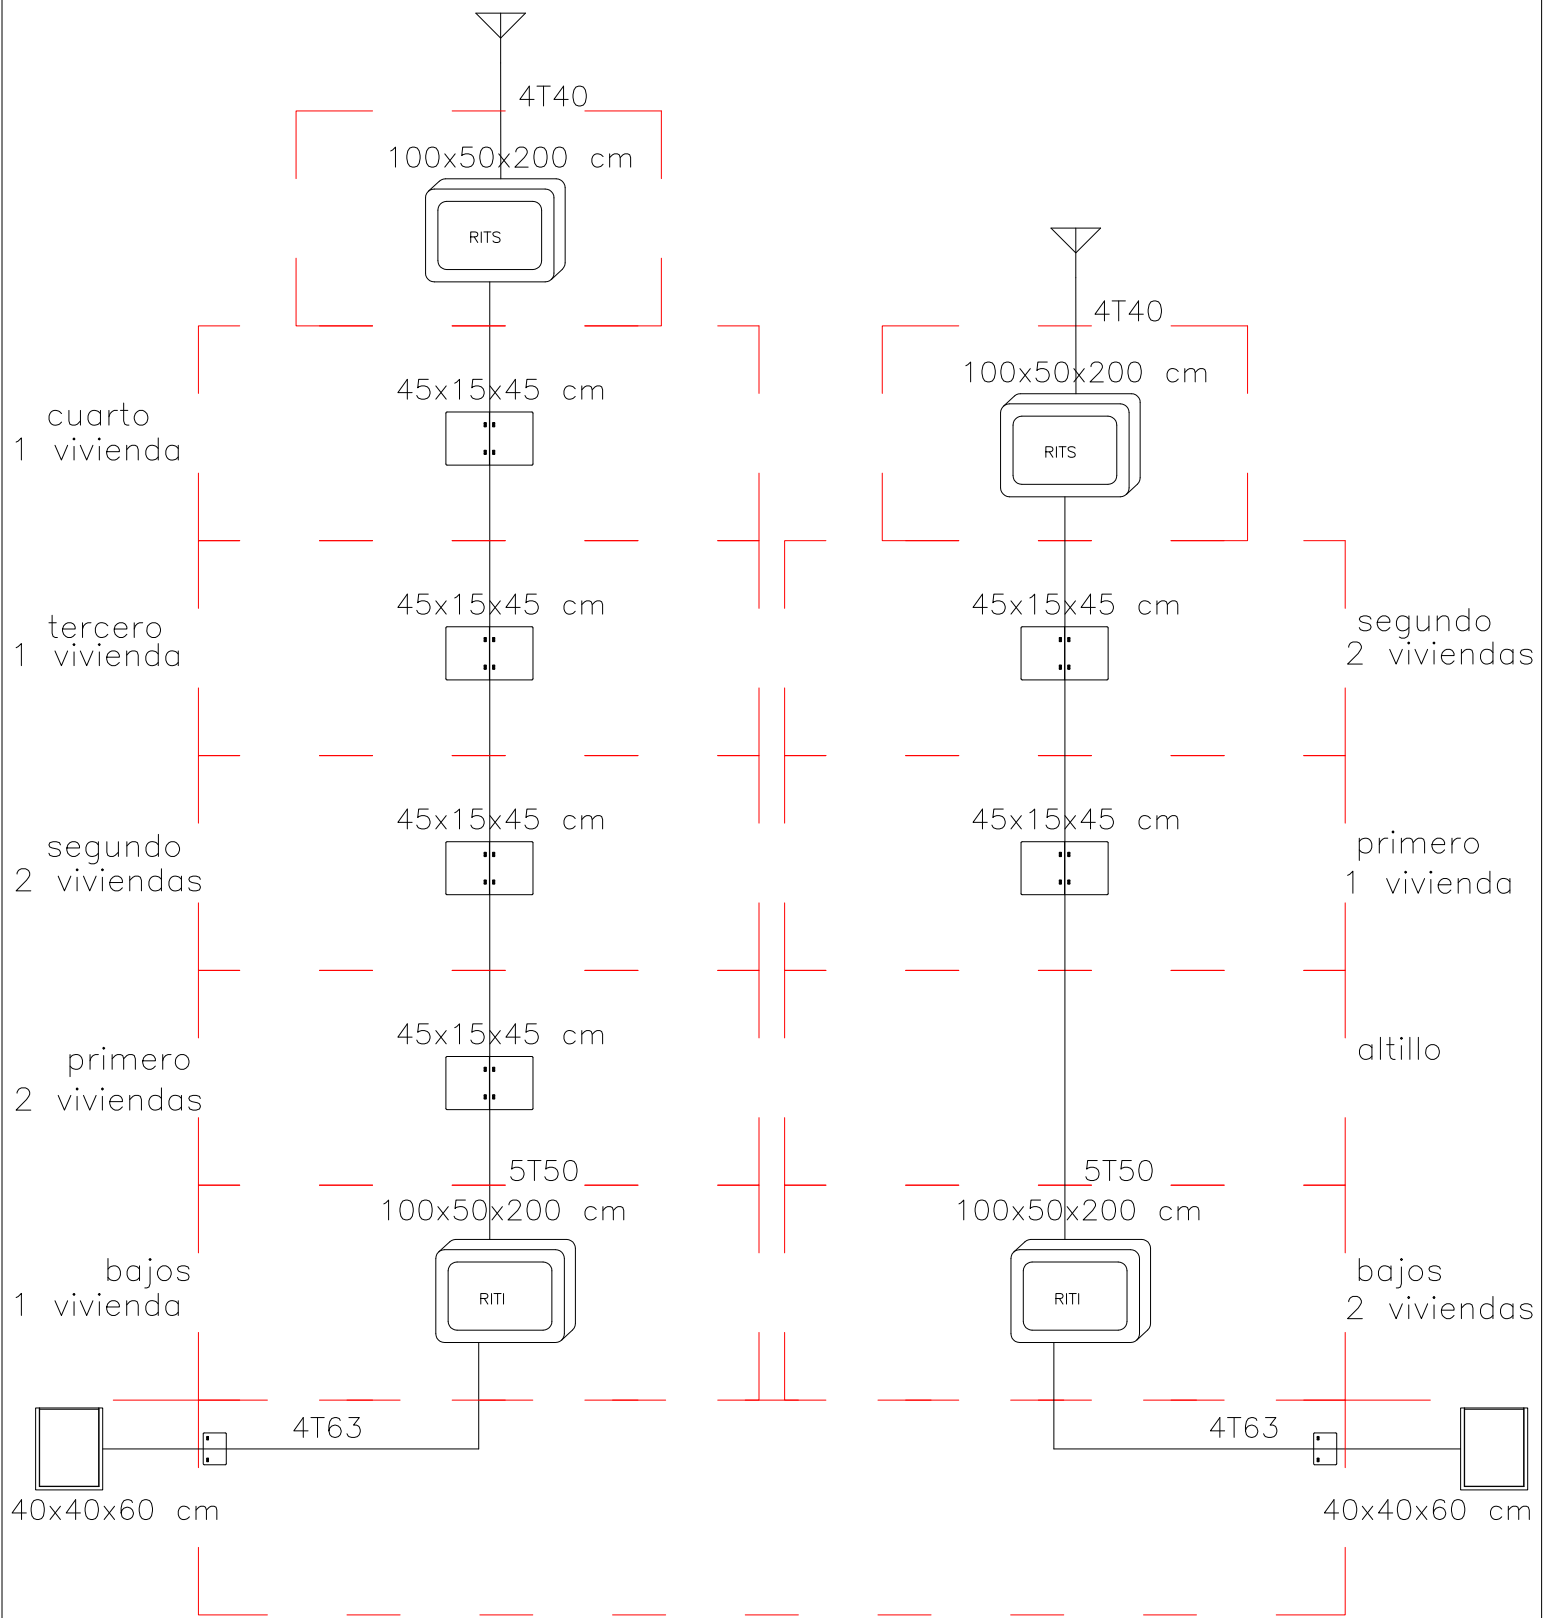 4T40
100x50x200 cm
RITS
4T40
45x15x45 cm
100x50x200 cm
cuarto
1 vivienda
RITS
45x15x45 cm
45x15x45 cm
tercero
1 vivienda
segundo
2 viviendas
45x15x45 cm
45x15x45 cm
segundo
2 viviendas
primero
1 vivienda
45x15x45 cm
primero
2 viviendas
altillo
5T50
5T50
100x50x200 cm
100x50x200 cm
bajos
1 vivienda
RITI
RITI
bajos
2 viviendas
4T63
4T63
40x40x60 cm
40x40x60 cm